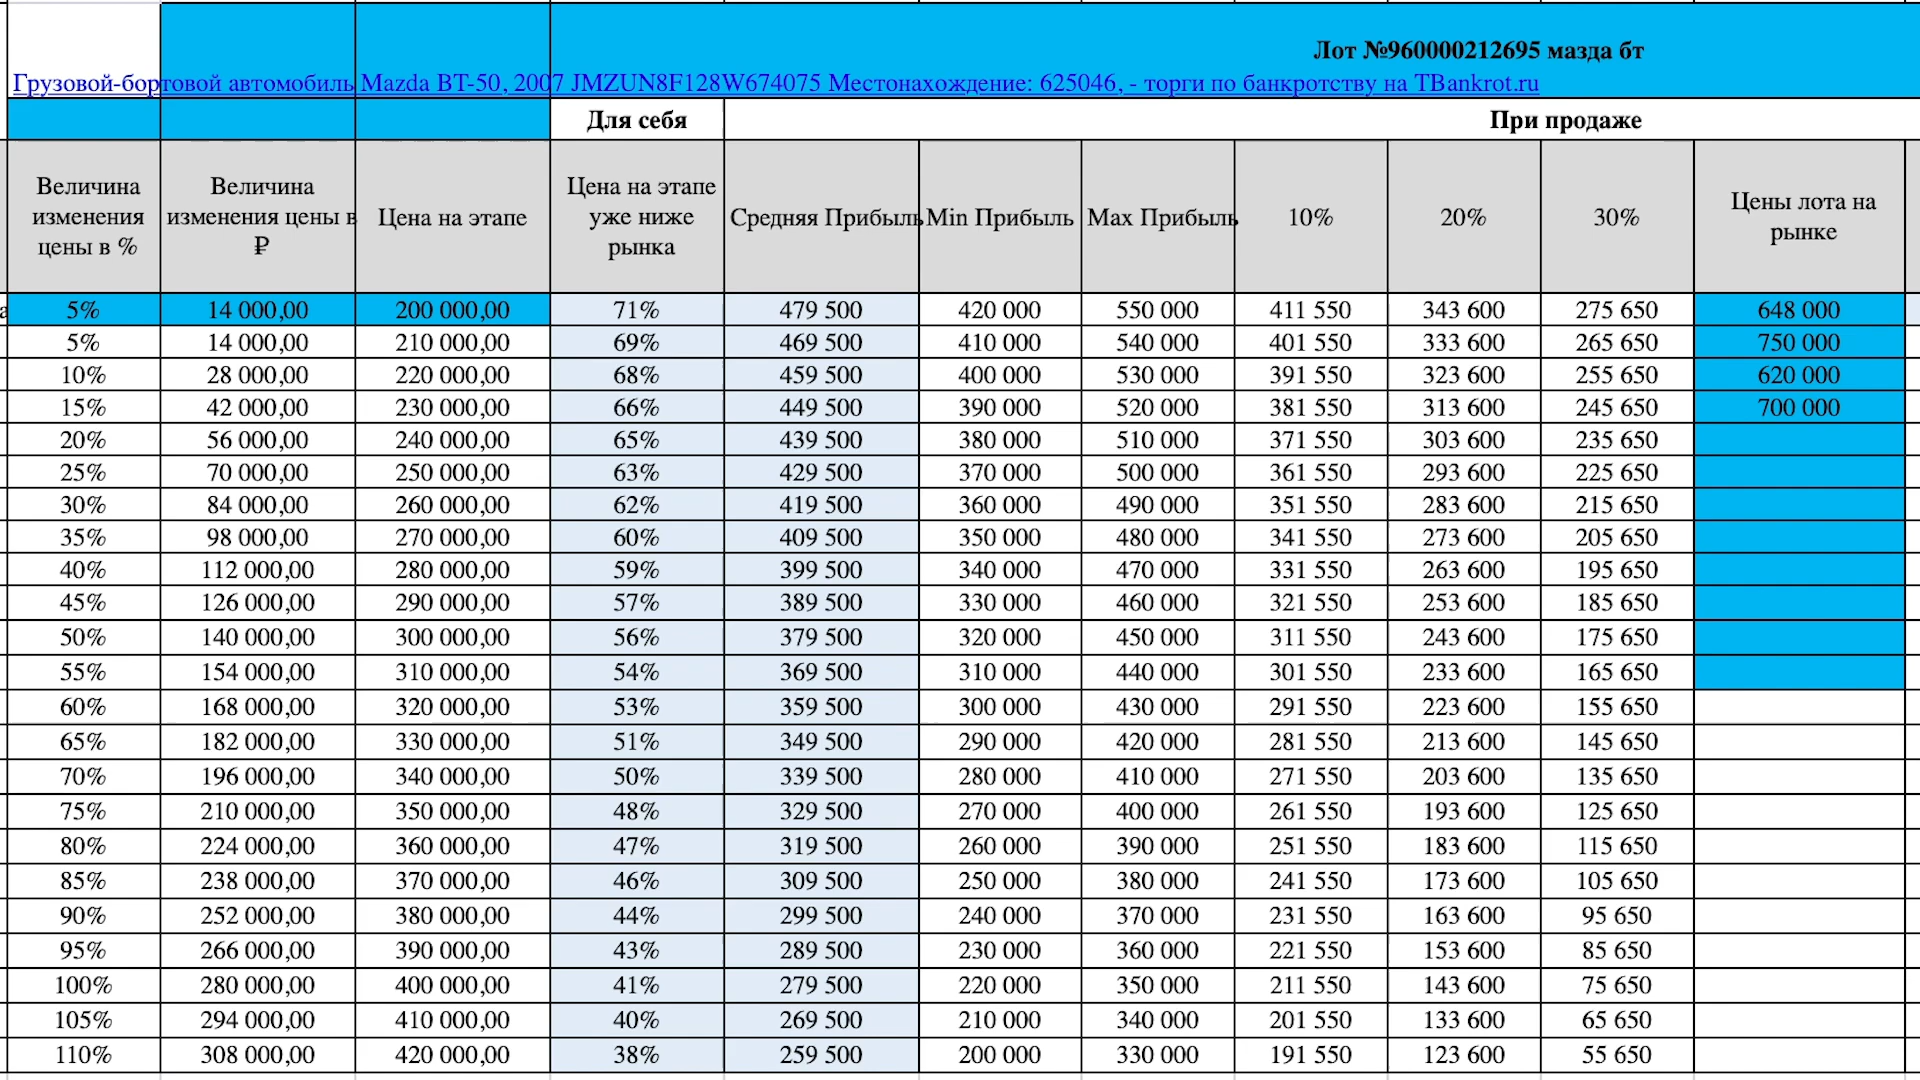 Лот №960000212695 мазда бт
Грузовой-бортовой автомобиль Mazda BT-50, 2007 JMZUN8F128W674075 Местонахождение: 625046, - торги по банкротству на TBankrot.ru
Для себя При продаже
Величина изменения цены в % Величина изменения цены в ₽ Цена на этапе Цена на этапе уже ниже рынка Средняя Прибыль Min Прибыль Max Прибыль 10% 20% 30% Цены лота на рынке
5% 14 000,00 200 000,00 71% 479 500 420 000 550 000 411 550 343 600 275 650 648 000
5% 14 000,00 210 000,00 69% 469 500 410 000 540 000 401 550 333 600 265 650 750 000
10% 28 000,00 220 000,00 68% 459 500 400 000 530 000 391 550 323 600 255 650 620 000
15% 42 000,00 230 000,00 66% 449 500 390 000 520 000 381 550 313 600 245 650 700 000
20% 56 000,00 240 000,00 65% 439 500 380 000 510 000 371 550 303 600 235 650
25% 70 000,00 250 000,00 63% 429 500 370 000 500 000 361 550 293 600 225 650
30% 84 000,00 260 000,00 62% 419 500 360 000 490 000 351 550 283 600 215 650
35% 98 000,00 270 000,00 60% 409 500 350 000 480 000 341 550 273 600 205 650
40% 112 000,00 280 000,00 59% 399 500 340 000 470 000 331 550 263 600 195 650
45% 126 000,00 290 000,00 57% 389 500 330 000 460 000 321 550 253 600 185 650
50% 140 000,00 300 000,00 56% 379 500 320 000 450 000 311 550 243 600 175 650
55% 154 000,00 310 000,00 54% 369 500 310 000 440 000 301 550 233 600 165 650
60% 168 000,00 320 000,00 53% 359 500 300 000 430 000 291 550 223 600 155 650
65% 182 000,00 330 000,00 51% 349 500 290 000 420 000 281 550 213 600 145 650
70% 196 000,00 340 000,00 50% 339 500 280 000 410 000 271 550 203 600 135 650
75% 210 000,00 350 000,00 48% 329 500 270 000 400 000 261 550 193 600 125 650
80% 224 000,00 360 000,00 47% 319 500 260 000 390 000 251 550 183 600 115 650
85% 238 000,00 370 000,00 46% 309 500 250 000 380 000 241 550 173 600 105 650
90% 252 000,00 380 000,00 44% 299 500 240 000 370 000 231 550 163 600 95 650
95% 266 000,00 390 000,00 43% 289 500 230 000 360 000 221 550 153 600 85 650
100% 280 000,00 400 000,00 41% 279 500 220 000 350 000 211 550 143 600 75 650
105% 294 000,00 410 000,00 40% 269 500 210 000 340 000 201 550 133 600 65 650
110% 308 000,00 420 000,00 38% 259 500 200 000 330 000 191 550 123 600 55 650